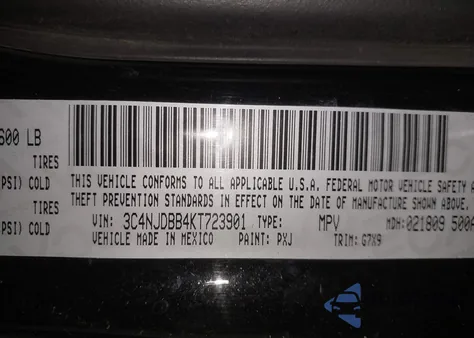 600 LB
TIRES
PSI) COLD
TIRES
PSI) COLD
THIS VEHICLE CONFORMS TO ALL APPLICABLE U.S.A. FEDERAL MOTOR VEHICLE SAFETY
THEFT PREVENTION STANDARDS IN EFFECT ON THE DATE OF MANUFACTURE SHOWN ABOVE.
VIN: 3C4NJDBB4KT723901 TYPE: MPV MDH: 021809 500A
VEHICLE MADE IN MEXICO PAINT: PXJ TRIM: G7X9